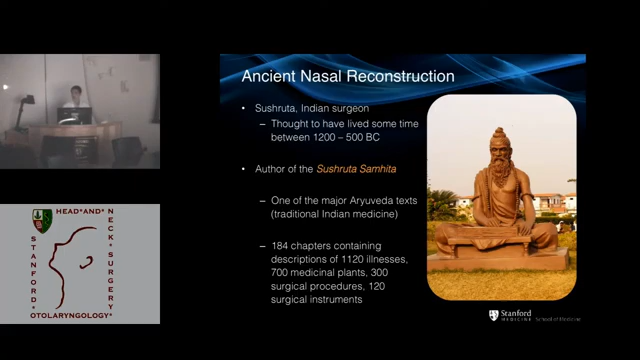 Ancient Nasal Reconstruction
• Sushruta, Indian surgeon
– Thought to have lived some time
between 1200 – 500 BC
• Author of the Sushruta Samhita
– One of the major Aryuveda texts
(traditional Indian medicine)
– 184 chapters containing
descriptions of 1120 illnesses,
700 medicinal plants, 300
surgical procedures, 120
surgical instruments
Stanford
MEDICINE
School of Medicine
HEAD*AND*
NECK*SURGERY
STANFORD
OTOLARYNGOLOGY*